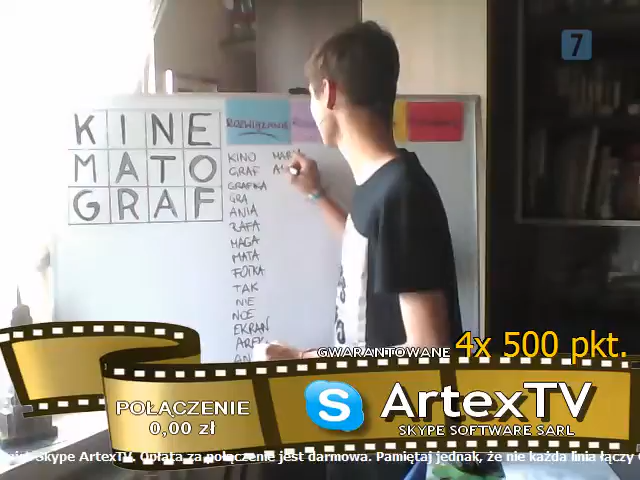 7
KINE
MATO
GRAF
ROZWIĄZANIE
KINO
GRAF
GRAFIKA
GRA
ANIA
RAFA
MAGA
MATA
FOTKA
TAK
NIE
NOE
EKRAN
GWARANTOWANE 4x 500 pkt.
POŁĄCZENIE
0,00 zł
S ArtexTV
SKYPE SOFTWARE SARL
Skype ArtexTV. Opłata za połączenie jest darmowa. Pamiętaj jednak, że nie każda linia łączy